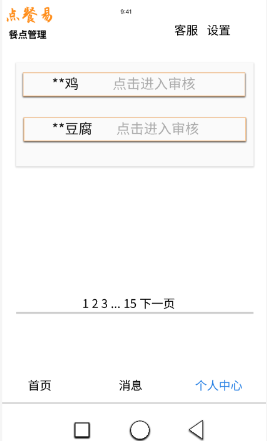 点餐易
9:41
客服 设置
餐点管理
**鸡 点击进入审核
**豆腐 点击进入审核
1 2 3 ... 15 下一页
首页 消息 个人中心